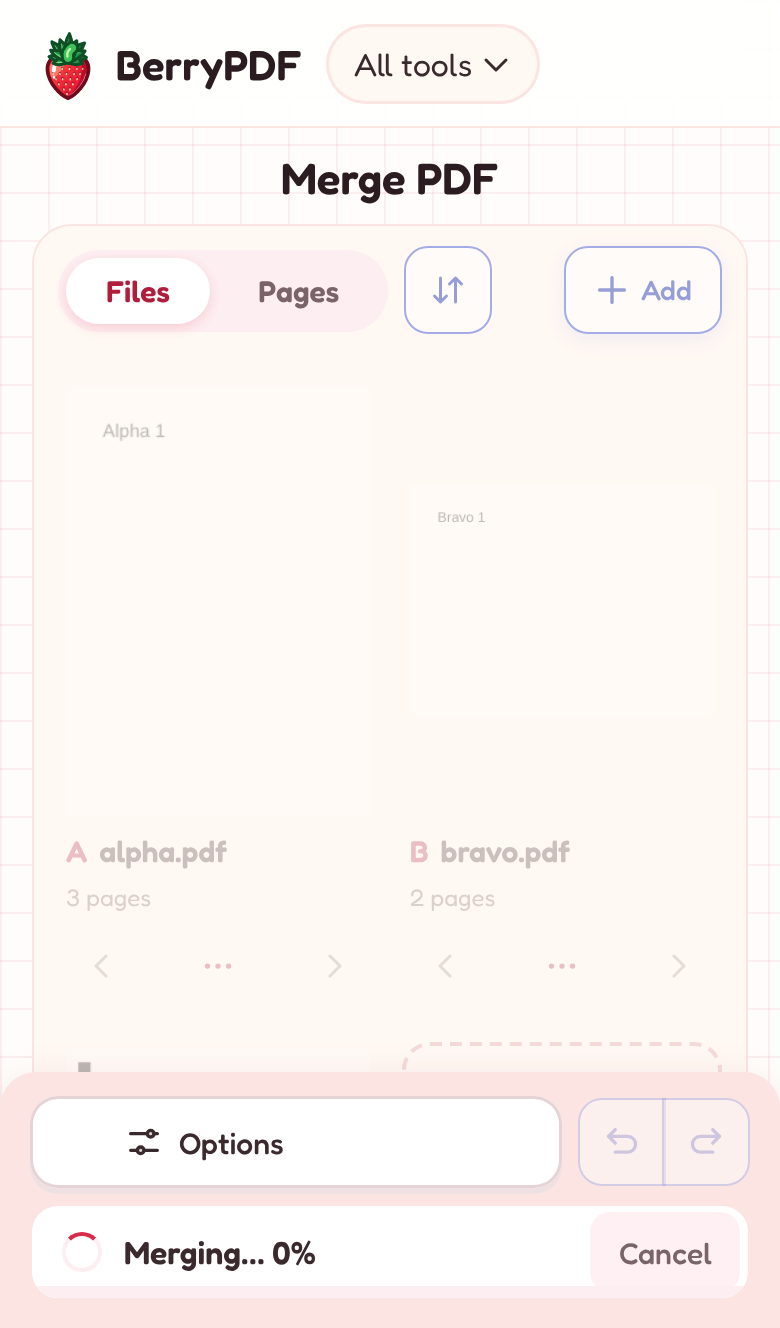 BerryPDF All tools
Merge PDF
Files Pages Add
Alpha 1
Bravo 1
A alpha.pdf B bravo.pdf
3 pages 2 pages
Options
Merging... 0% Cancel